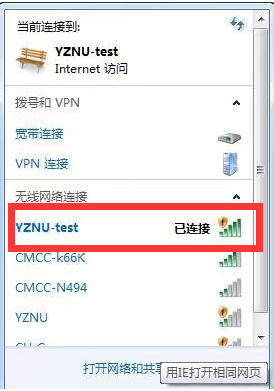 当前连接到:
YZNU-test
Internet 访问
拨号和 VPN
宽带连接
VPN 连接
无线网络连接
YZNU-test 已连接
CMCC-k66K
CMCC-N494
YZNU
打开网络和共享
用IE打开相同网页